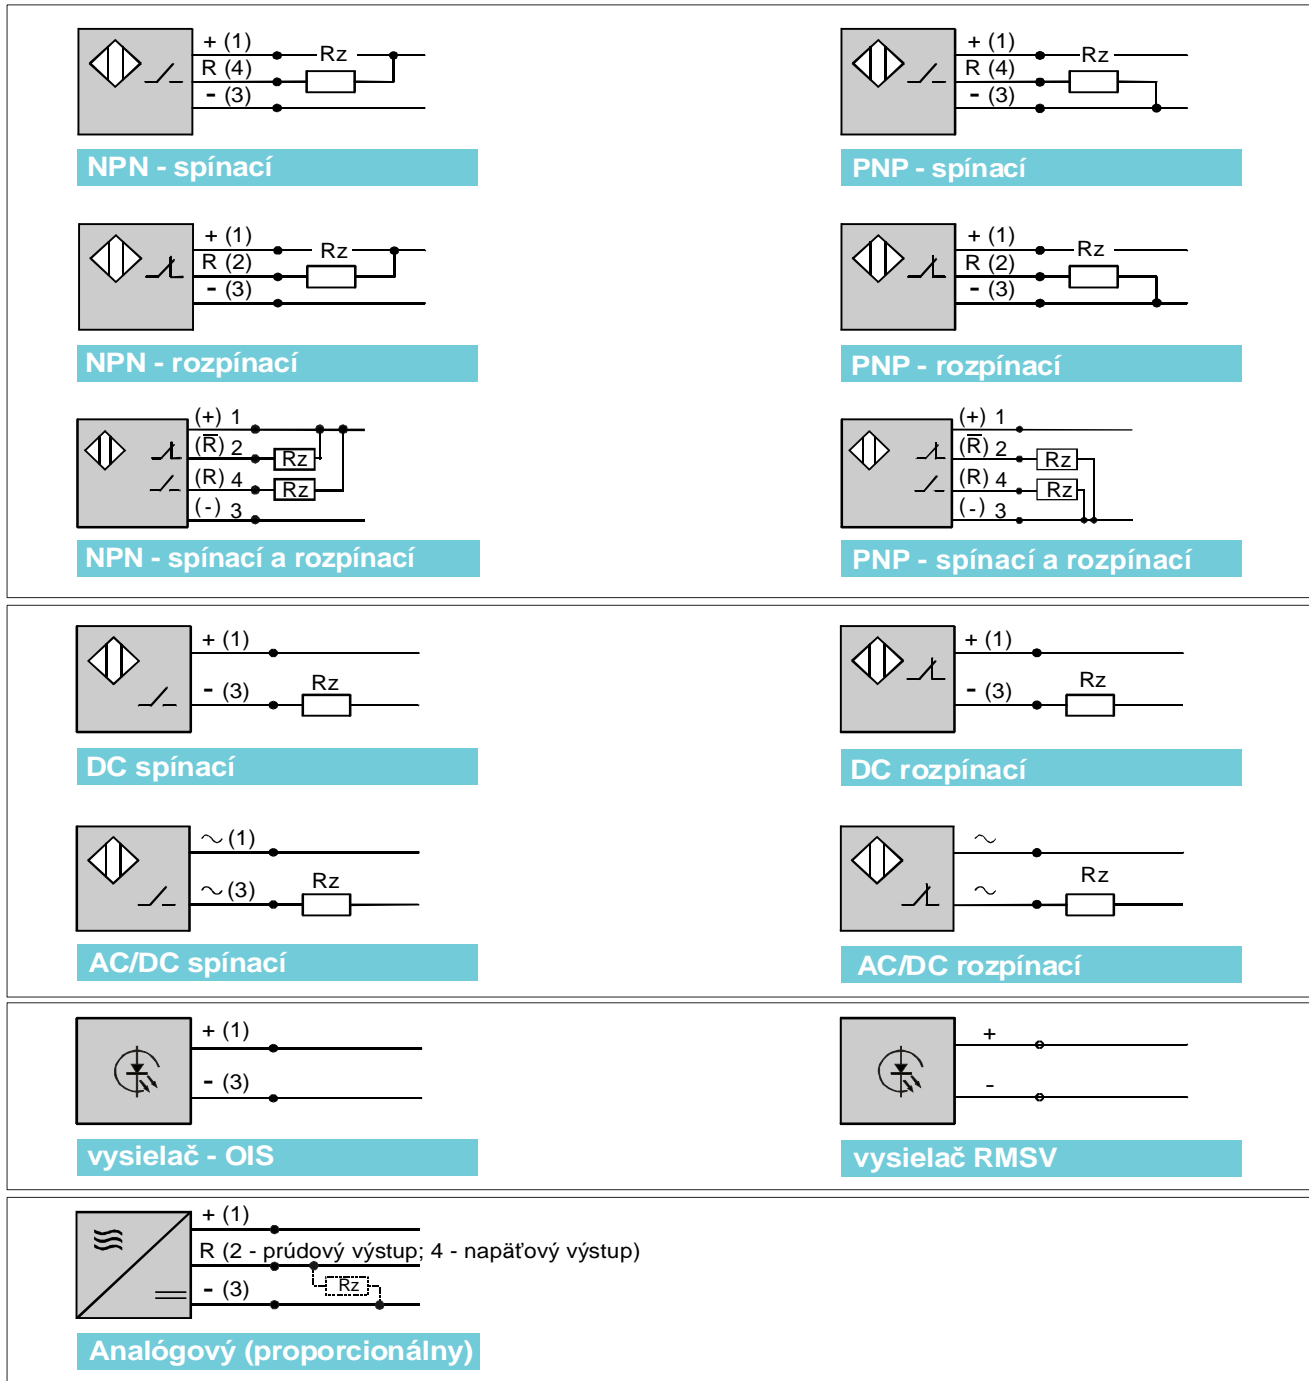 + (1)
Rz
R (4)
- (3)
NPN - spínací
+ (1)
Rz
R (4)
- (3)
PNP - spínací
+ (1)
Rz
R (2)
- (3)
NPN - rozpínací
+ (1)
Rz
R (2)
- (3)
PNP - rozpínací
(+) 1
(R̅) 2
Rz
(R) 4
Rz
(-) 3
NPN - spínací a rozpínací
(+) 1
(R̅) 2
Rz
(R) 4
Rz
(-) 3
PNP - spínací a rozpínací
+ (1)
- (3)
Rz
DC spínací
+ (1)
- (3)
Rz
DC rozpínací
~ (1)
~ (3)
Rz
AC/DC spínací
~
~
Rz
AC/DC rozpínací
+ (1)
- (3)
vysielač - OIS
+
-
vysielač RMSV
+ (1)
R (2 - prúdový výstup; 4 - napäťový výstup)
Rz
- (3)
Analógový (proporcionálny)